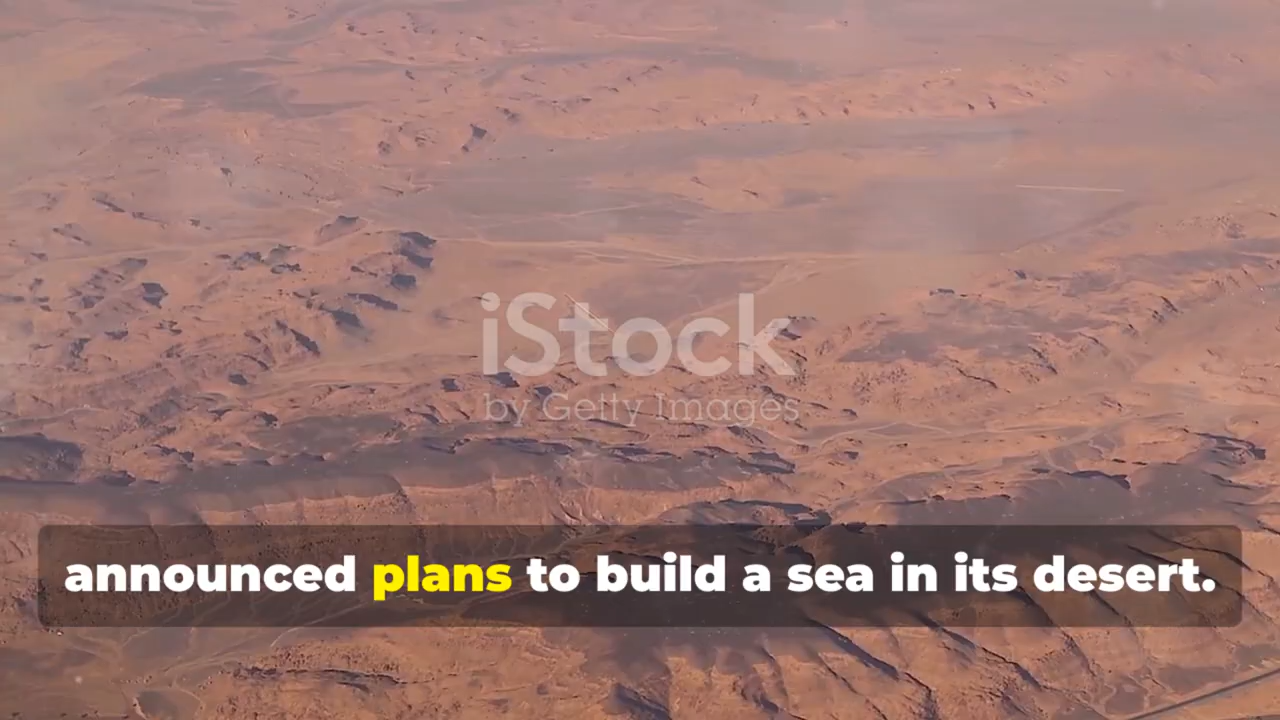 iStock
by Getty Images
announced plans to build a sea in its desert.